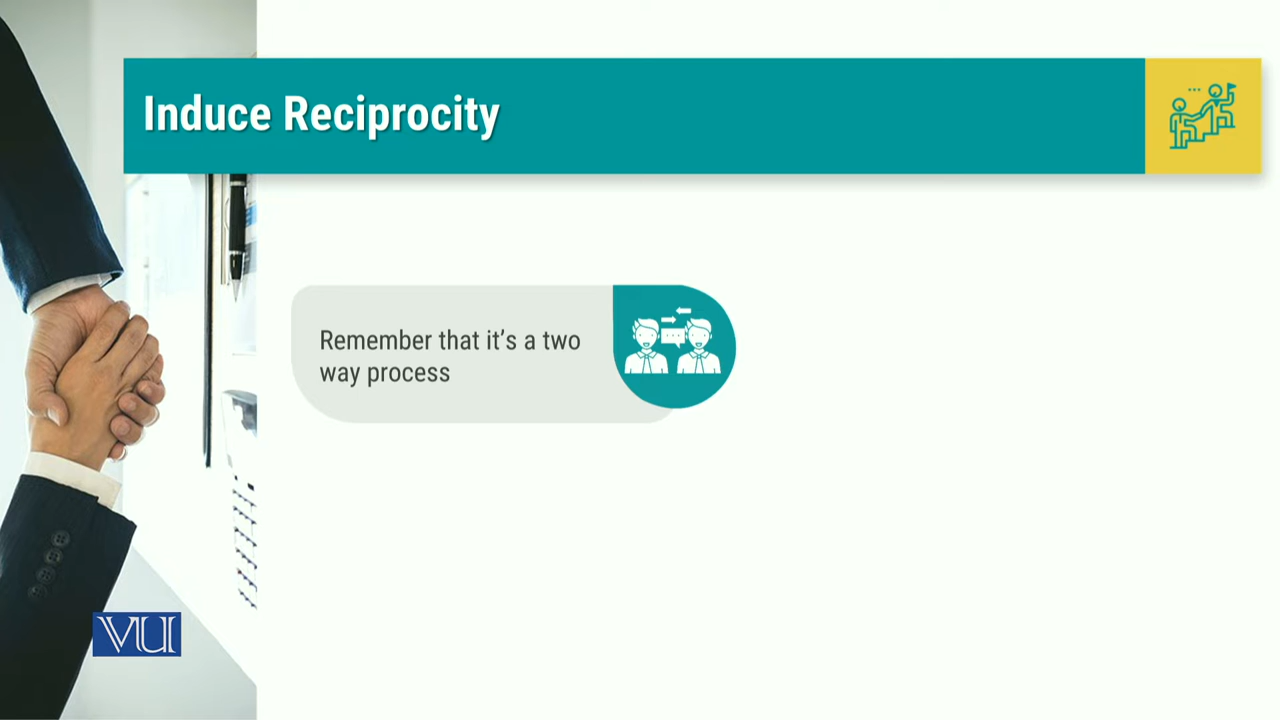 Induce Reciprocity
Remember that it's a two
way process
VU